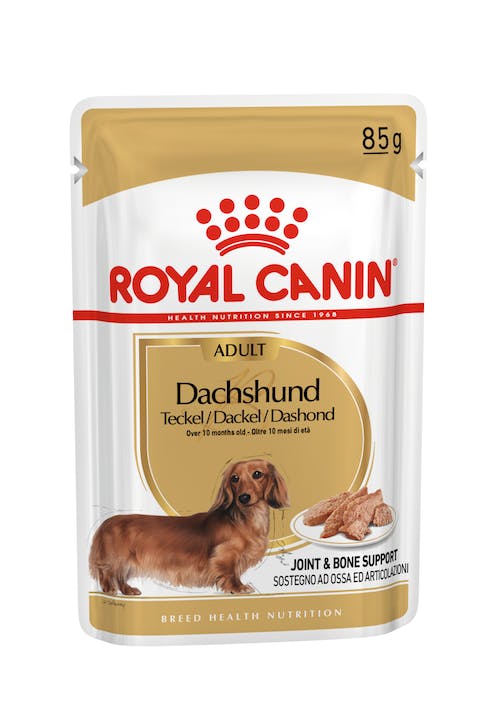 85g
ROYAL CANIN®
HEALTH NUTRITION SINCE 1968
ADULT
Dachshund
Teckel/Dackel/Dashond
Over 10 months old - Oltre 10 mesi di età
JOINT & BONE SUPPORT
SOSTEGNO AD OSSA ED ARTICOLAZIONI
BREED HEALTH NUTRITION